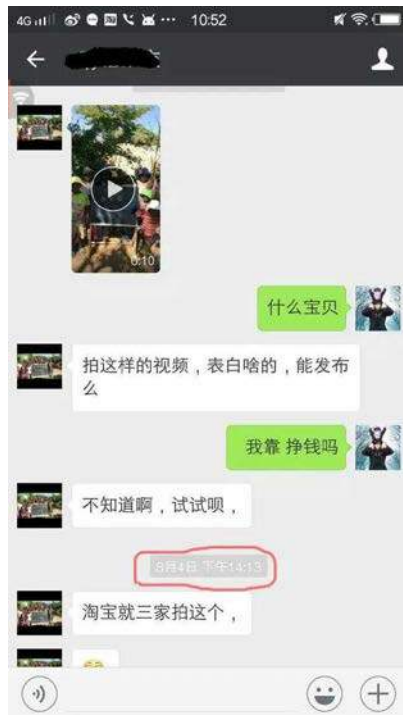 4G 10:52
0:10
什么宝贝
拍这样的视频，表白啥的，能发布
么
我靠 挣钱吗
不知道啊，试试呗，
8月4日 下午14:13
淘宝就三家拍这个，